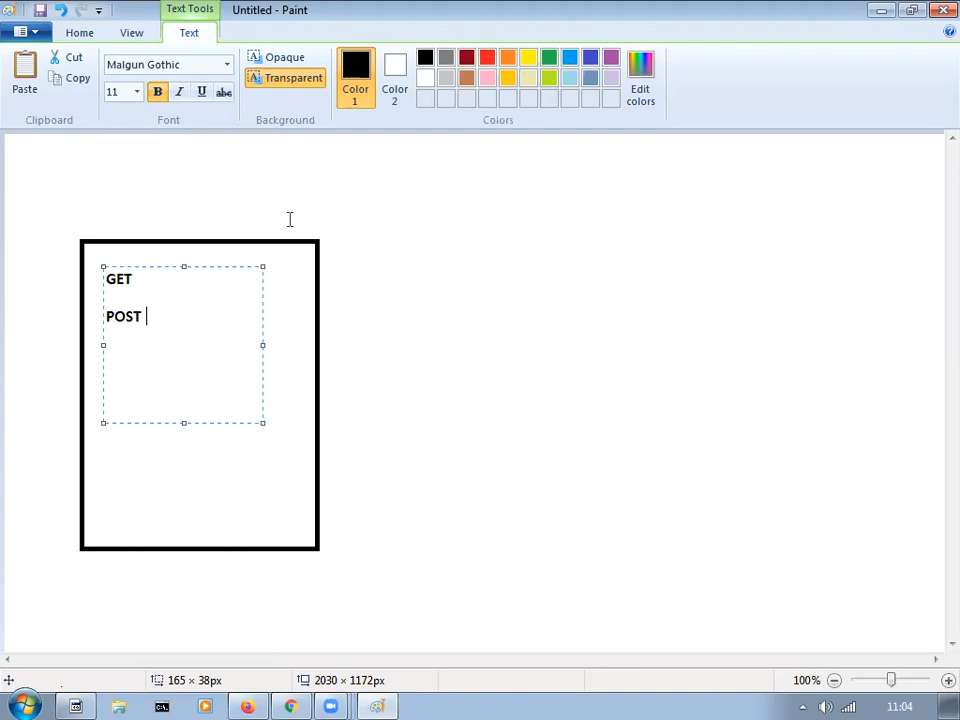 Text Tools
Untitled - Paint
Home
View
Text
Paste
Cut
Copy
Clipboard
Malgun Gothic
11
B
I
U
abc
Font
A Opaque
A Transparent
Background
Color
1
Color
2
Edit
colors
Colors
GET
POST
165 × 38px
2030 × 1172px
100%
C:\
11:04